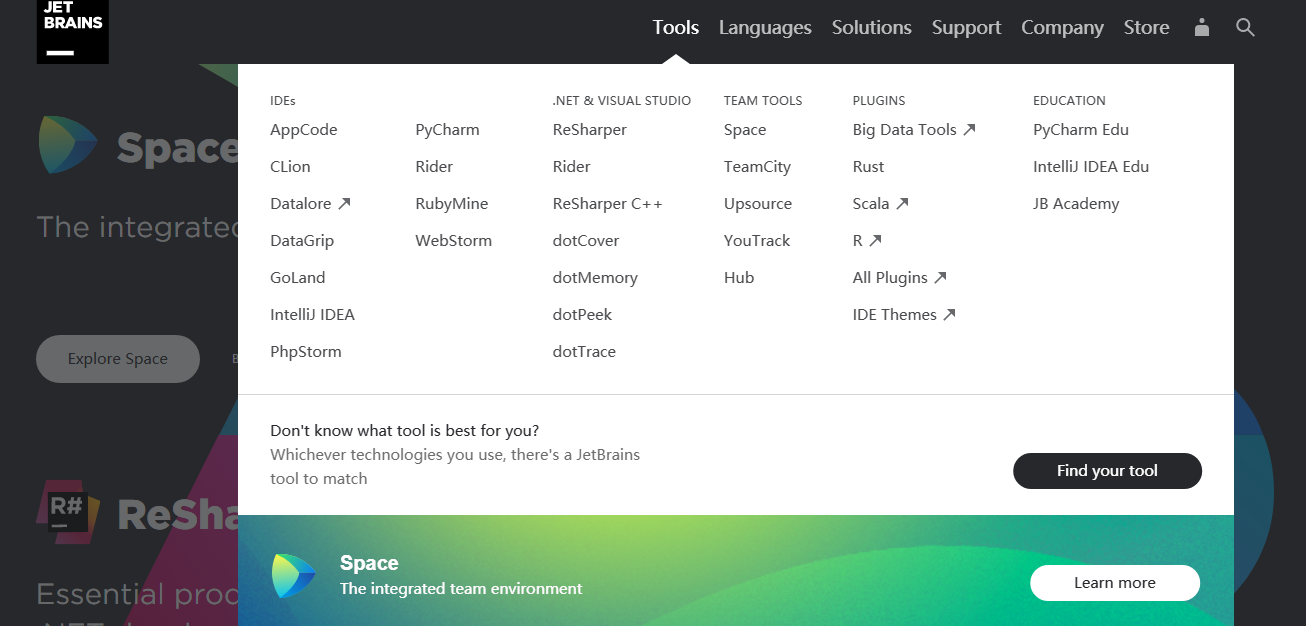 JET
BRAINS
Tools Languages Solutions Support Company Store
IDEs
AppCode
CLion
Datalore
DataGrip
GoLand
IntelliJ IDEA
PhpStorm
PyCharm
Rider
RubyMine
WebStorm
.NET & VISUAL STUDIO
ReSharper
Rider
ReSharper C++
dotCover
dotMemory
dotPeek
dotTrace
TEAM TOOLS
Space
TeamCity
Upsource
YouTrack
Hub
PLUGINS
Big Data Tools
Rust
Scala
R
All Plugins
IDE Themes
EDUCATION
PyCharm Edu
IntelliJ IDEA Edu
JB Academy
Don't know what tool is best for you?
Whichever technologies you use, there's a JetBrains
tool to match
Find your tool
Space
The integrated team environment
Learn more
Space
The integrated
Explore Space
B
R#
ReSha
Essential prod